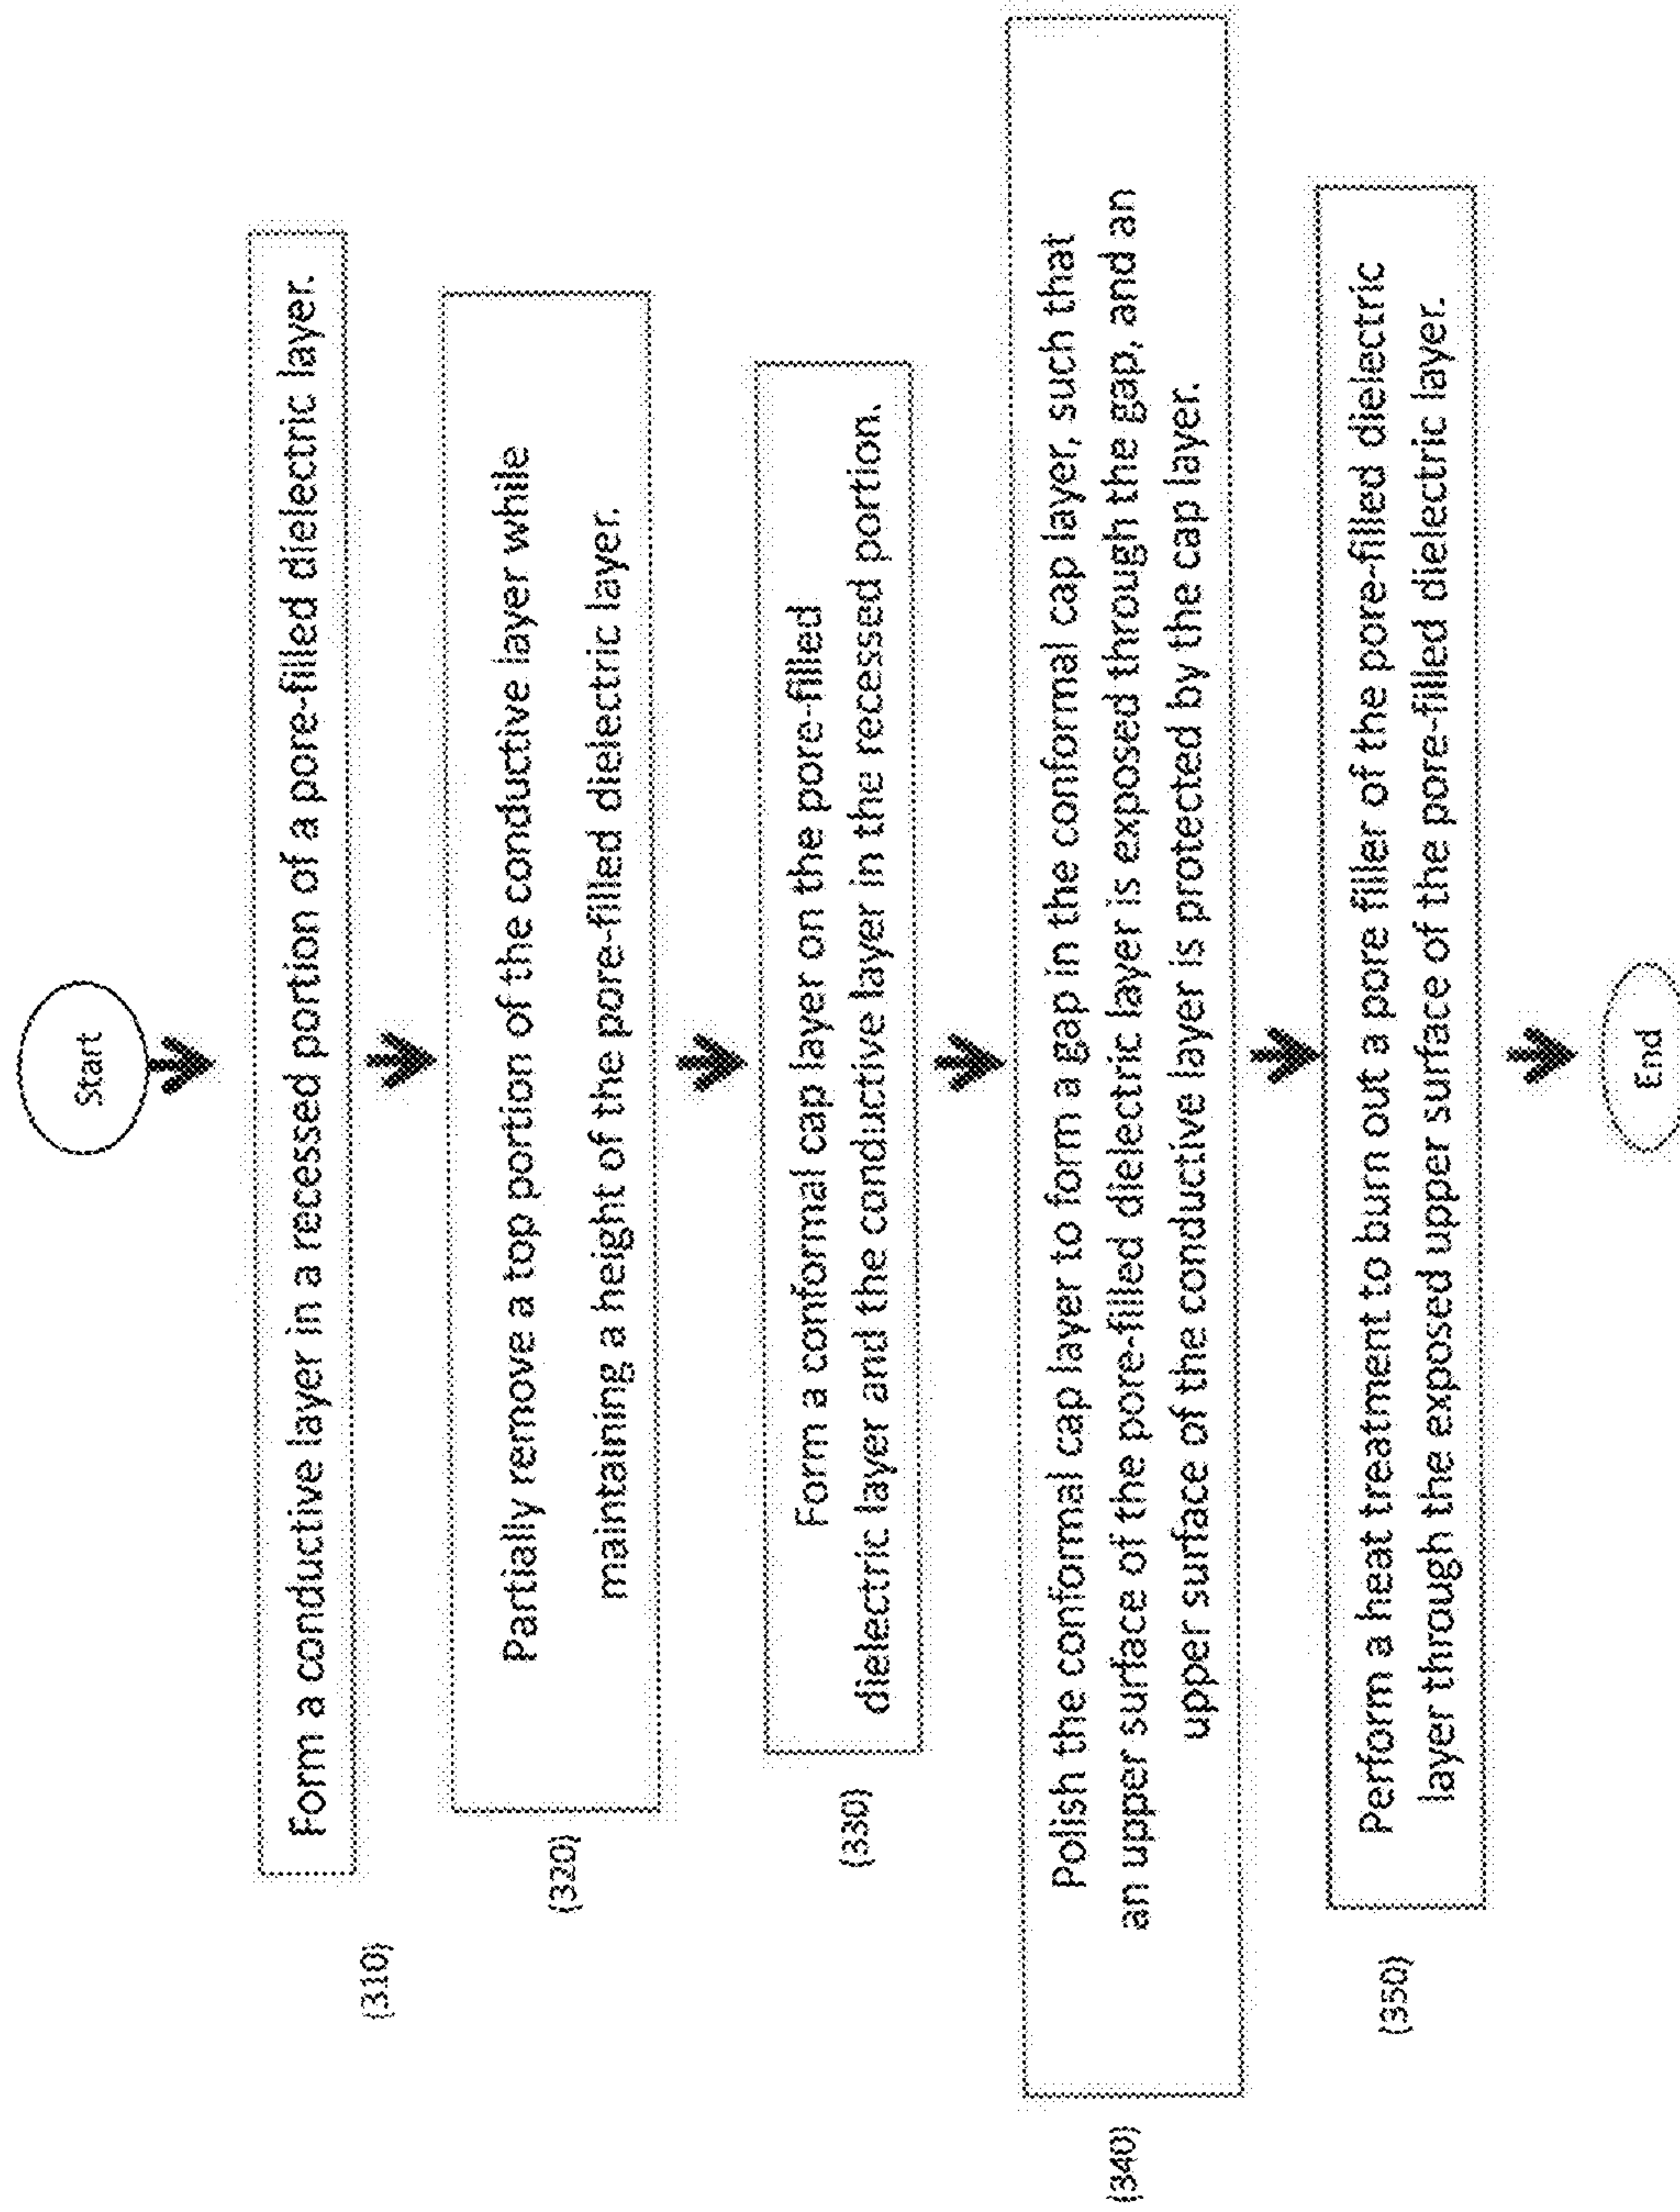 Start
Form a conductive layer in a recessed portion of a pore-filled dielectric layer.
(310)
Partially remove a top portion of the conductive layer while
maintaining a height of the pore-filled dielectric layer.
(320)
Form a conformal cap layer on the pore-filled
dielectric layer and the conductive layer in the recessed portion.
(330)
Polish the conformal cap layer to form a gap in the conformal cap layer, such that
an upper surface of the pore-filled dielectric layer is exposed through the gap, and an
upper surface of the conductive layer is protected by the cap layer.
(340)
Perform a heat treatment to burn out a pore filler of the pore-filled dielectric
layer through the exposed upper surface of the pore-filled dielectric layer.
(350)
End